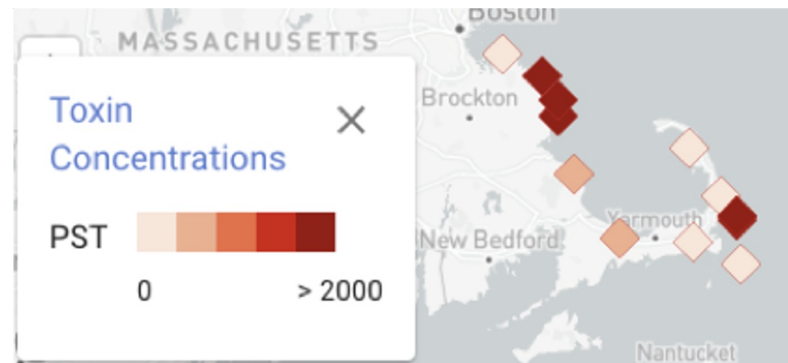 Boston
MASSACHUSETTS
Brockton
Toxin
Concentrations
PST
0
> 2000
Yarmouth
New Bedford
Nantucket